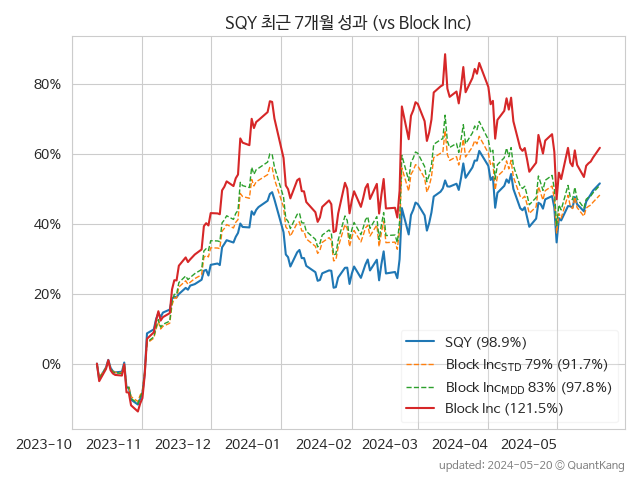 SQY 최근 7개월 성과 (vs Block Inc)
80%
60%
40%
20%
0%
SQY (98.9%)
Block Inc_STD 79% (91.7%)
Block Inc_MDD 83% (97.8%)
Block Inc (121.5%)
2023-10 2023-11 2023-12 2024-01 2024-02 2024-03 2024-04 2024-05
updated: 2024-05-20 © QuantKang